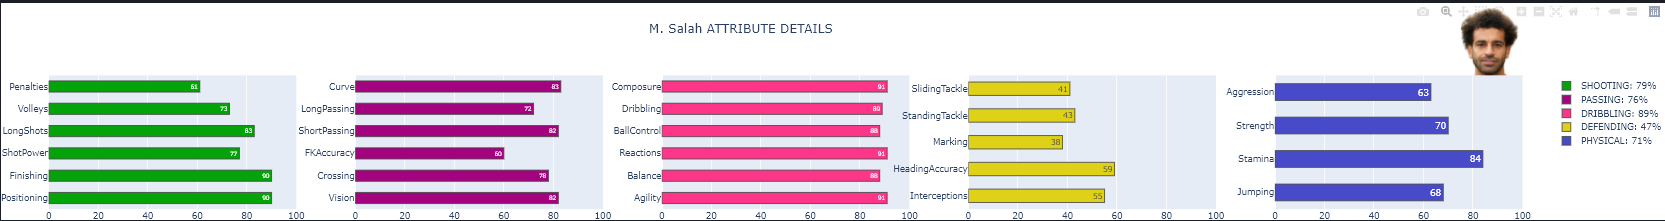 M. Salah ATTRIBUTE DETAILS
Penalties 61
Volleys 73
LongShots 83
ShotPower 77
Finishing 90
Positioning 90
0 20 40 60 80 100
Curve 83
LongPassing 72
ShortPassing 82
FKAccuracy 60
Crossing 78
Vision 82
0 20 40 60 80 100
Composure 91
Dribbling 89
BallControl 88
Reactions 91
Balance 88
Agility 91
0 20 40 60 80 100
SlidingTackle 41
StandingTackle 43
Marking 38
HeadingAccuracy 59
Interceptions 55
0 20 40 60 80 100
Aggression 63
Strength 70
Stamina 84
Jumping 68
0 20 40 60 80 100
SHOOTING: 79%
PASSING: 76%
DRIBBLING: 89%
DEFENDING: 47%
PHYSICAL: 71%